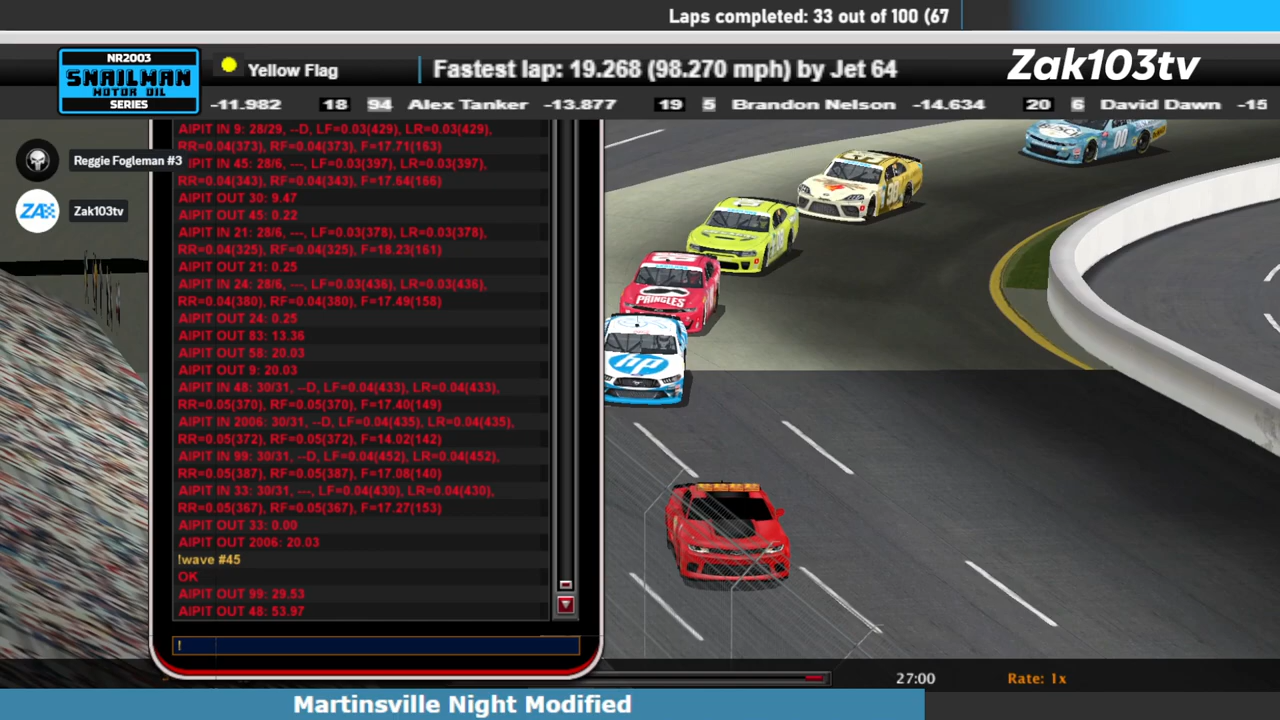 Laps completed: 33 out of 100 (67
NR2003
SNAILMAN
MOTOR OIL
SERIES
Yellow Flag
Fastest lap: 19.268 (98.270 mph) by Jet 64
Zak103tv
-11.982 18 94 Alex Tanker -13.877 19 5 Brandon Nelson -14.634 20 6 David Dawn -15
AIPIT IN 9: 28/29, --D, LF=0.03(429), LR=0.03(429),
RR=0.04(373), RF=0.04(373), F=17.71(163)
Reggie Fogleman #3
IPIT IN 45: 28/6, ---, LF=0.03(397), LR=0.03(397),
RR=0.04(343), RF=0.04(343), F=17.64(166)
AIPIT OUT 30: 9.47
ZAK
Zak103tv
AIPIT OUT 45: 0.22
AIPIT IN 21: 28/6, ---, LF=0.03(378), LR=0.03(378),
RR=0.04(325), RF=0.04(325), F=18.23(161)
AIPIT OUT 21: 0.25
AIPIT IN 24: 28/6, ---, LF=0.03(436), LR=0.03(436),
RR=0.04(380), RF=0.04(380), F=17.49(158)
AIPIT OUT 24: 0.25
AIPIT OUT 83: 13.36
AIPIT OUT 58: 20.03
AIPIT OUT 9: 20.03
AIPIT IN 48: 30/31, --D, LF=0.04(433), LR=0.04(433),
RR=0.05(370), RF=0.05(370), F=17.40(149)
AIPIT IN 2006: 30/31, --D, LF=0.04(435), LR=0.04(435),
RR=0.05(372), RF=0.05(372), F=14.02(142)
AIPIT IN 99: 30/31, --D, LF=0.04(452), LR=0.04(452),
RR=0.05(387), RF=0.05(387), F=17.08(140)
AIPIT IN 33: 30/31, ---, LF=0.04(430), LR=0.04(430),
RR=0.05(367), RF=0.05(367), F=17.27(153)
AIPIT OUT 33: 0.00
AIPIT OUT 2006: 20.03
!wave #45
OK
AIPIT OUT 99: 29.53
AIPIT OUT 48: 53.97
!
PRINGLES
hp
00
27:00
Rate: 1x
Martinsville Night Modified